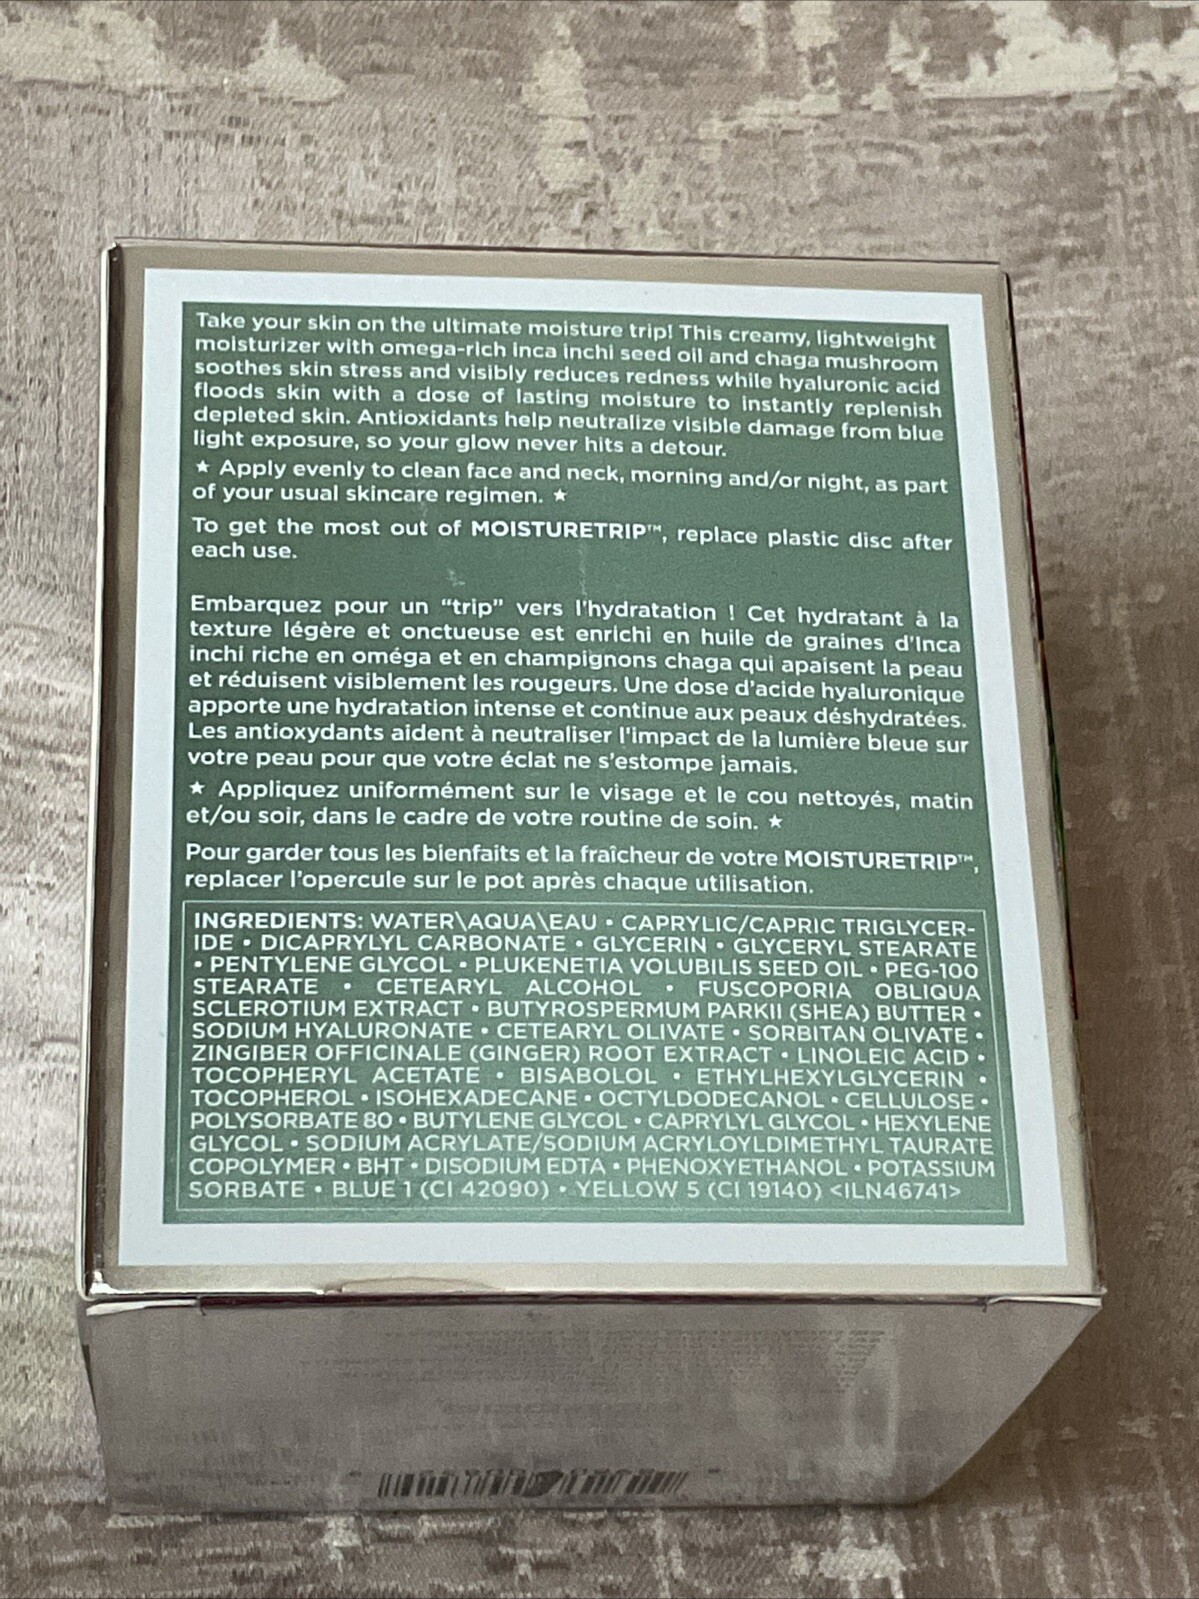 Take your skin on the ultimate moisture trip! This creamy, lightweight
moisturizer with omega-rich inca inchi seed oil and chaga mushroom
soothes skin stress and visibly reduces redness while hyaluronic acid
floods skin with a dose of lasting moisture to instantly replenish
depleted skin. Antioxidants help neutralize visible damage from blue
light exposure, so your glow never hits a detour.
★ Apply evenly to clean face and neck, morning and/or night, as part
of your usual skincare regimen. ★
To get the most out of MOISTURETRIP™, replace plastic disc after
each use.
Embarquez pour un “trip” vers l’hydratation ! Cet hydratant à la
texture légère et onctueuse est enrichi en huile de graines d’Inca
inchi riche en oméga et en champignons chaga qui apaisent la peau
et réduisent visiblement les rougeurs. Une dose d’acide hyaluronique
apporte une hydratation intense et continue aux peaux déshydratées.
Les antioxydants aident à neutraliser l’impact de la lumière bleue sur
votre peau pour que votre éclat ne s’estompe jamais.
★ Appliquez uniformément sur le visage et le cou nettoyés, matin
et/ou soir, dans le cadre de votre routine de soin. ★
Pour garder tous les bienfaits et la fraîcheur de votre MOISTURETRIP™,
replacer l’opercule sur le pot après chaque utilisation.
INGREDIENTS: WATER\AQUA\EAU • CAPRYLIC/CAPRIC TRIGLYCER-
IDE • DICAPRYLYL CARBONATE • GLYCERIN • GLYCERYL STEARATE
• PENTYLENE GLYCOL • PLUKENETIA VOLUBILIS SEED OIL • PEG-100
STEARATE • CETEARYL ALCOHOL • FUSCOPORIA OBLIQUA
SCLEROTIUM EXTRACT • BUTYROSPERMUM PARKII (SHEA) BUTTER •
SODIUM HYALURONATE • CETEARYL OLIVATE • SORBITAN OLIVATE •
ZINGIBER OFFICINALE (GINGER) ROOT EXTRACT • LINOLEIC ACID •
TOCOPHERYL ACETATE • BISABOLOL • ETHYLHEXYLGLYCERIN •
TOCOPHEROL • ISOHEXADECANE • OCTYLDODECANOL • CELLULOSE •
POLYSORBATE 80 • BUTYLENE GLYCOL • CAPRYLYL GLYCOL • HEXYLENE
GLYCOL • SODIUM ACRYLATE/SODIUM ACRYLOYLDIMETHYL TAURATE
COPOLYMER • BHT • DISODIUM EDTA • PHENOXYETHANOL • POTASSIUM
SORBATE • BLUE 1 (CI 42090) • YELLOW 5 (CI 19140) <ILN46741>